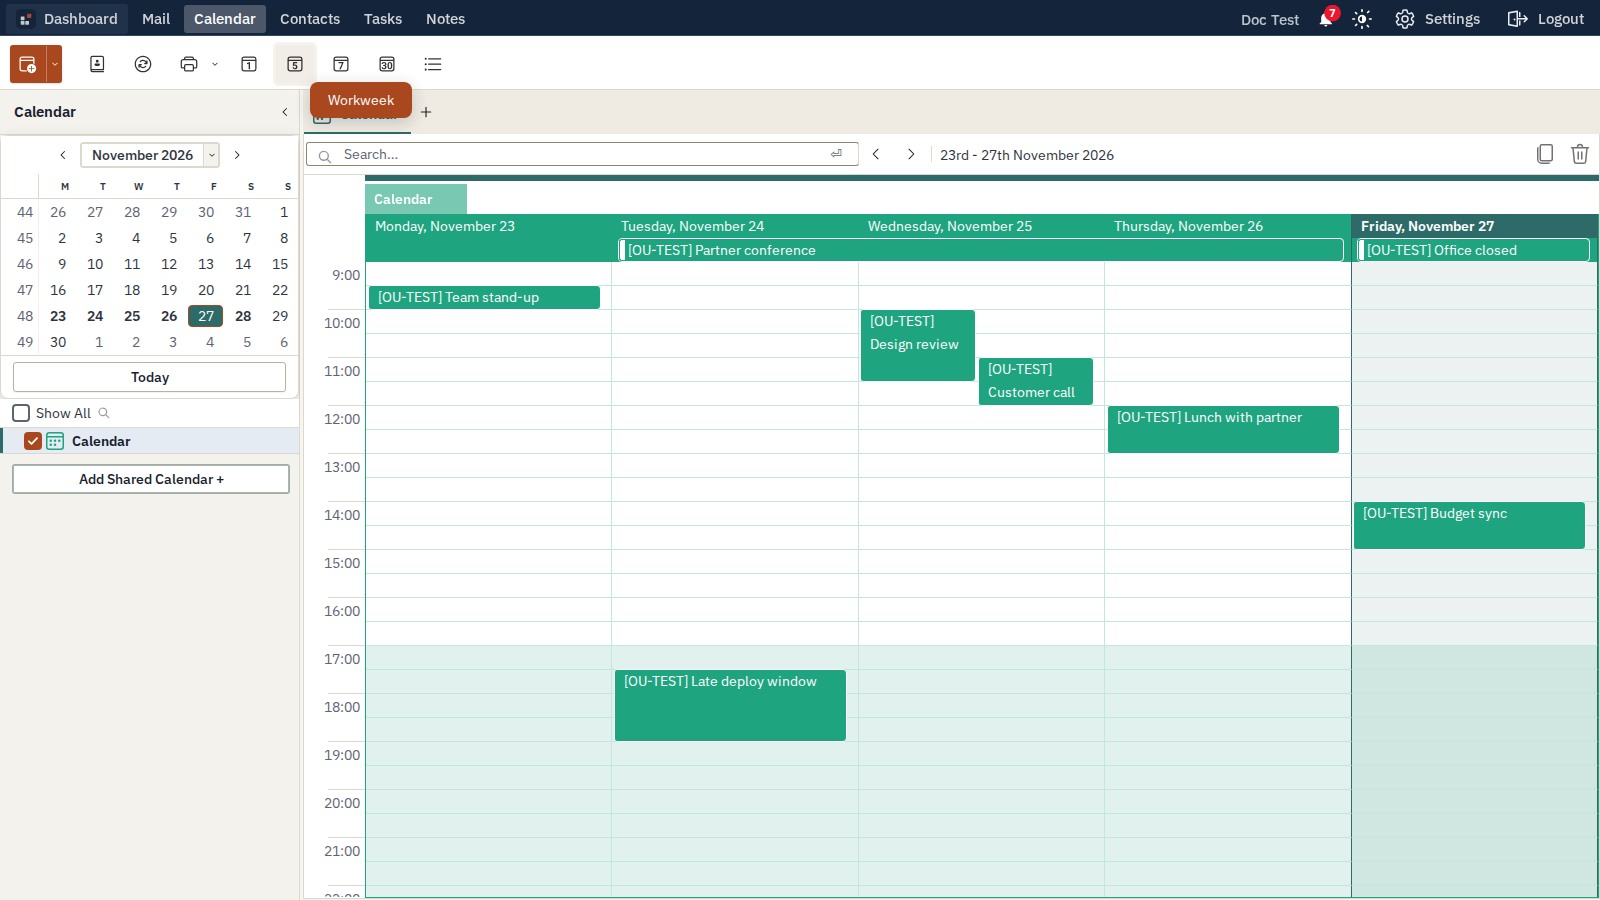 Dashboard Mail Calendar Contacts Tasks Notes Doc Test 7 Settings Logout
1 5 7 30
Workweek
Calendar
November 2026
M T W T F S S
44 26 27 28 29 30 31 1
45 2 3 4 5 6 7 8
46 9 10 11 12 13 14 15
47 16 17 18 19 20 21 22
48 23 24 25 26 27 28 29
49 30 1 2 3 4 5 6
Today
Show All
Calendar
Add Shared Calendar +
Search...
23rd - 27th November 2026
Calendar
Monday, November 23 Tuesday, November 24 Wednesday, November 25 Thursday, November 26 Friday, November 27
[OU-TEST] Partner conference [OU-TEST] Office closed
9:00
[OU-TEST] Team stand-up
10:00
[OU-TEST]
Design review
11:00
[OU-TEST]
Customer call
12:00
[OU-TEST] Lunch with partner
13:00
14:00
[OU-TEST] Budget sync
15:00
16:00
17:00
[OU-TEST] Late deploy window
18:00
19:00
20:00
21:00